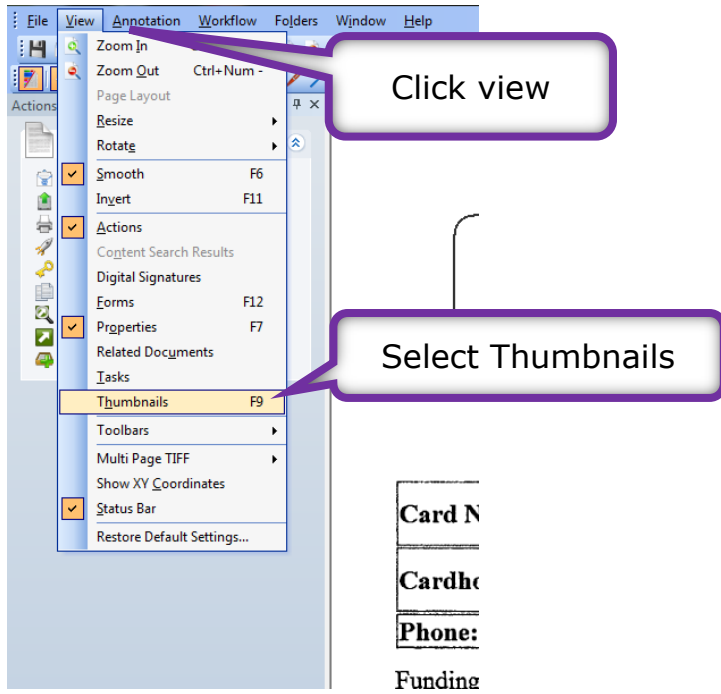 File View Annotation Workflow Folders Window Help
Zoom In
Click view
Zoom Out Ctrl+Num -
Actions
Page Layout
Resize
Rotate
Smooth F6
Invert F11
Actions
Content Search Results
Digital Signatures
Forms F12
Properties F7
Related Documents
Select Thumbnails
Tasks
Thumbnails F9
Toolbars
Multi Page TIFF
Show XY Coordinates
Status Bar
Restore Default Settings...
Card N
Cardho
Phone:
Funding